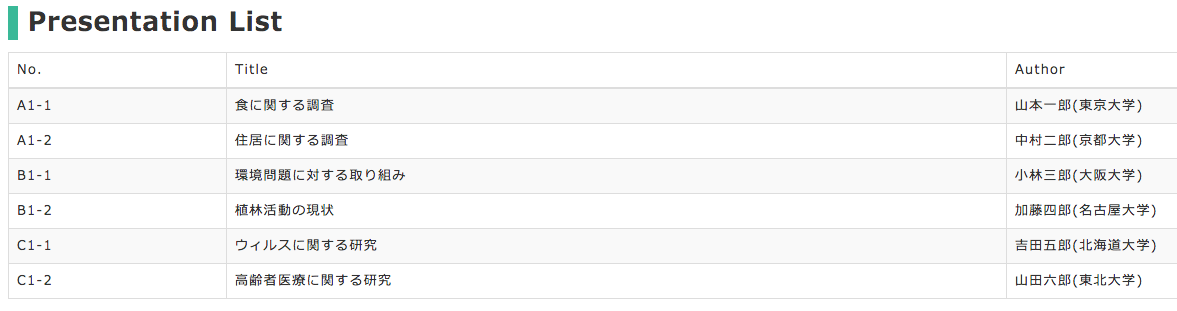 Presentation List
No. Title Author
A1-1 食に関する調査 山本一郎(東京大学)
A1-2 住居に関する調査 中村二郎(京都大学)
B1-1 環境問題に対する取り組み 小林三郎(大阪大学)
B1-2 植林活動の現状 加藤四郎(名古屋大学)
C1-1 ウィルスに関する研究 吉田五郎(北海道大学)
C1-2 高齢者医療に関する研究 山田六郎(東北大学)